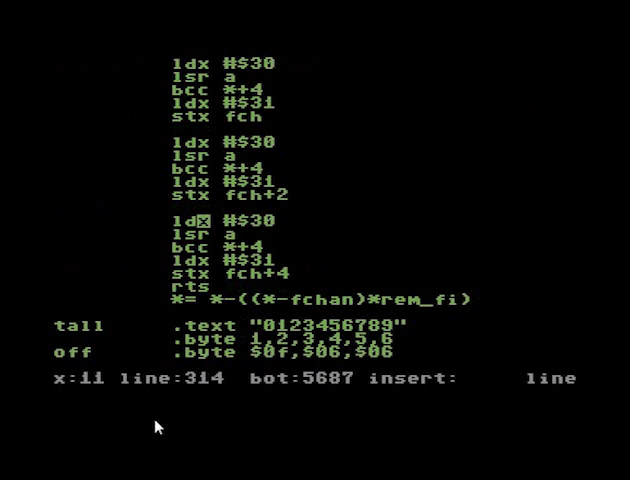 ldx #$30
lsr a
bcc *+4
ldx #$31
stx fch
ldx #$30
lsr a
bcc *+4
ldx #$31
stx fch+2
ldx #$30
lsr a
bcc *+4
ldx #$31
stx fch+4
rts
*= *-((*-fchan)*rem_fi)
tall .text "0123456789"
.byte 1,2,3,4,5,6
off .byte $0f,$06,$06
x:11 line:314 bot:5687 insert: line